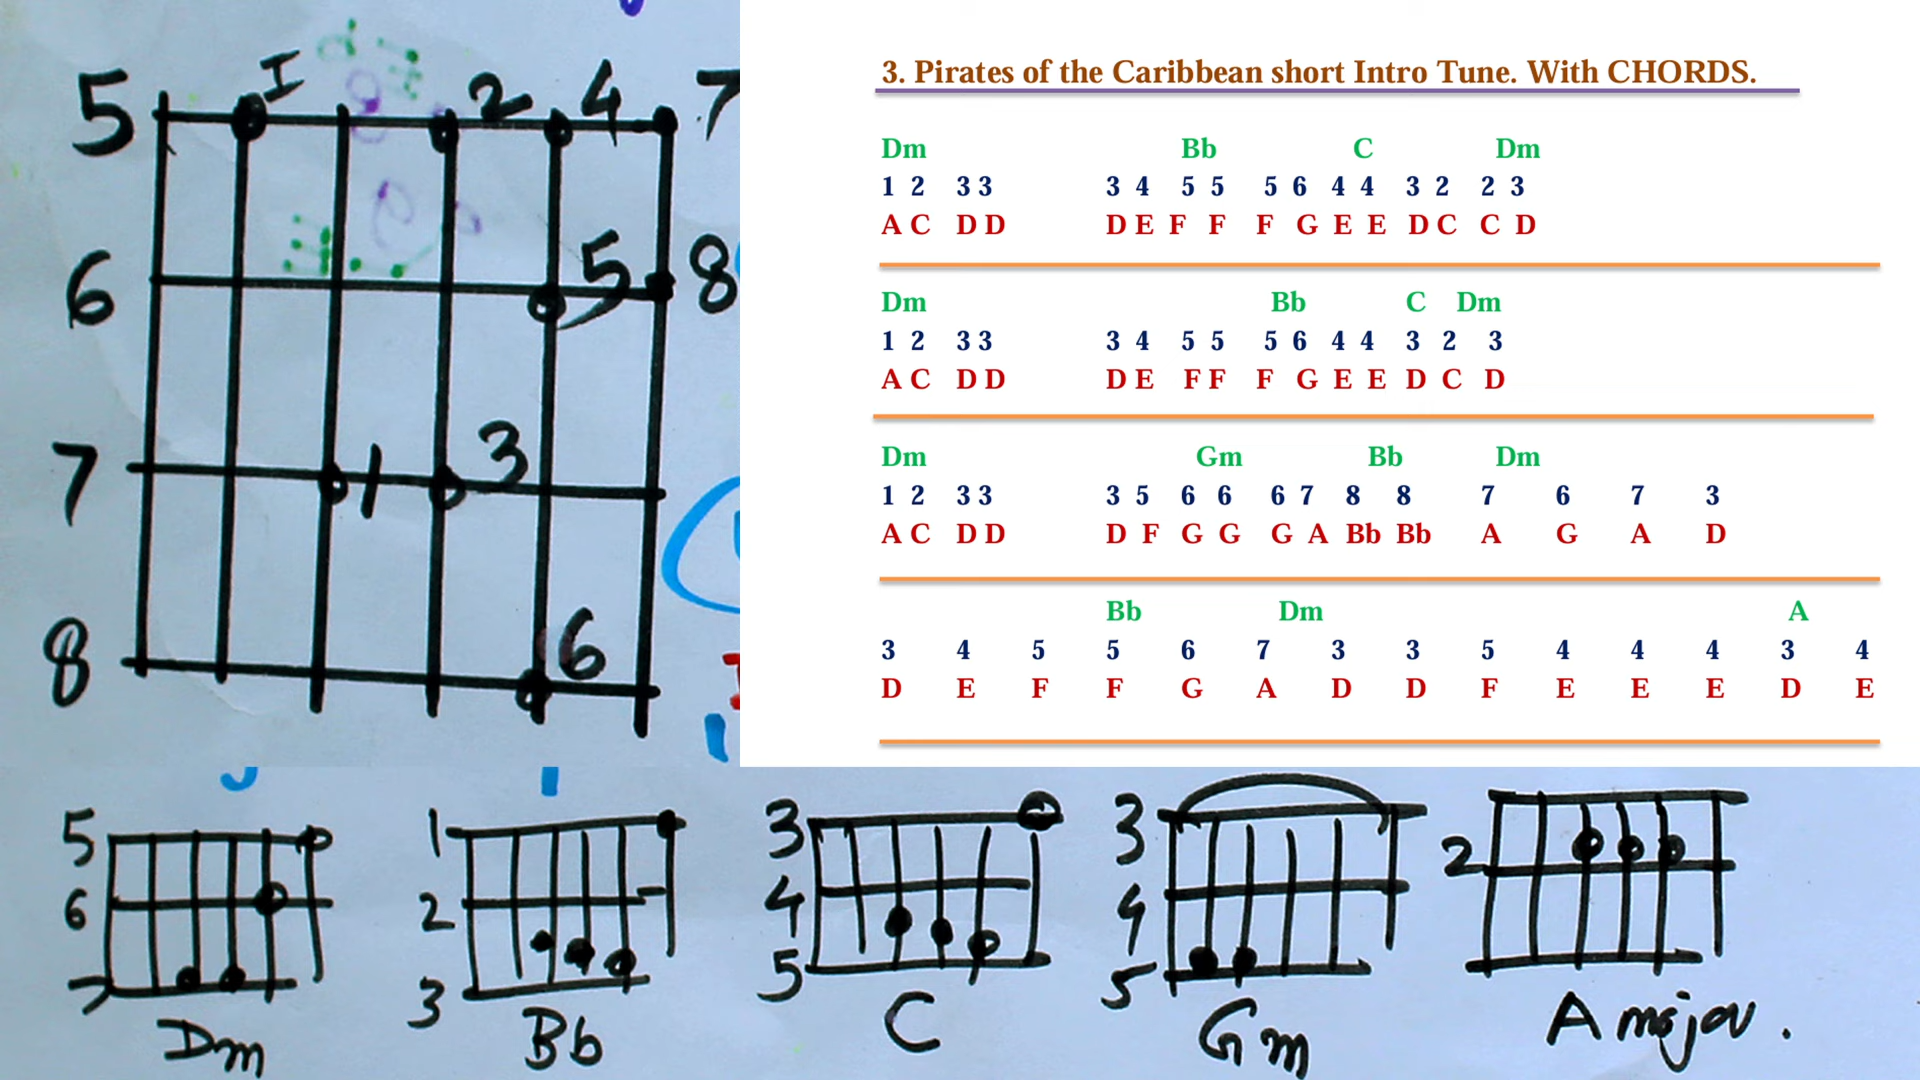 5 I 2 4 7
6 5 8
7 1 3
8 6
3. Pirates of the Caribbean short Intro Tune. With CHORDS.
Dm Bb C Dm
1 2 3 3 3 4 5 5 5 6 4 4 3 2 2 3
A C D D D E F F F G E E D C C D
Dm Bb C Dm
1 2 3 3 3 4 5 5 5 6 4 4 3 2 3
A C D D D E F F F G E E D C D
Dm Gm Bb Dm
1 2 3 3 3 5 6 6 6 7 8 8 7 6 7 3
A C D D D F G G G A Bb Bb A G A D
Bb Dm A
3 4 5 5 6 7 3 3 5 4 4 4 3 4
D E F F G A D D F E E E D E
5
6
7
Dm
1
2
3
Bb
3
4
5
C
3
4
5
Gm
2
A major.